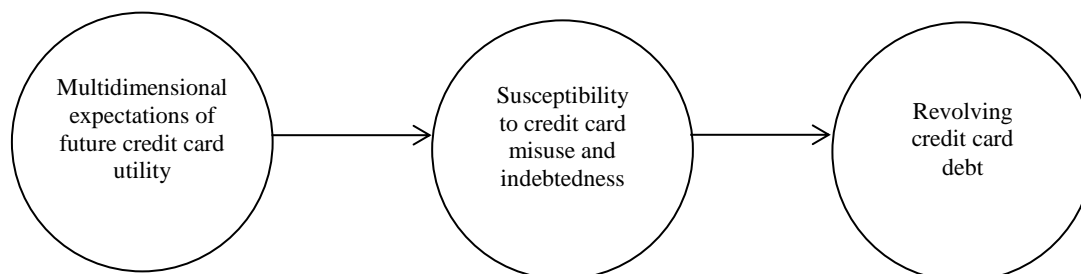 Multidimensional
expectations of
future credit card
utility
Susceptibility
to credit card
misuse and
indebtedness
Revolving
credit card
debt